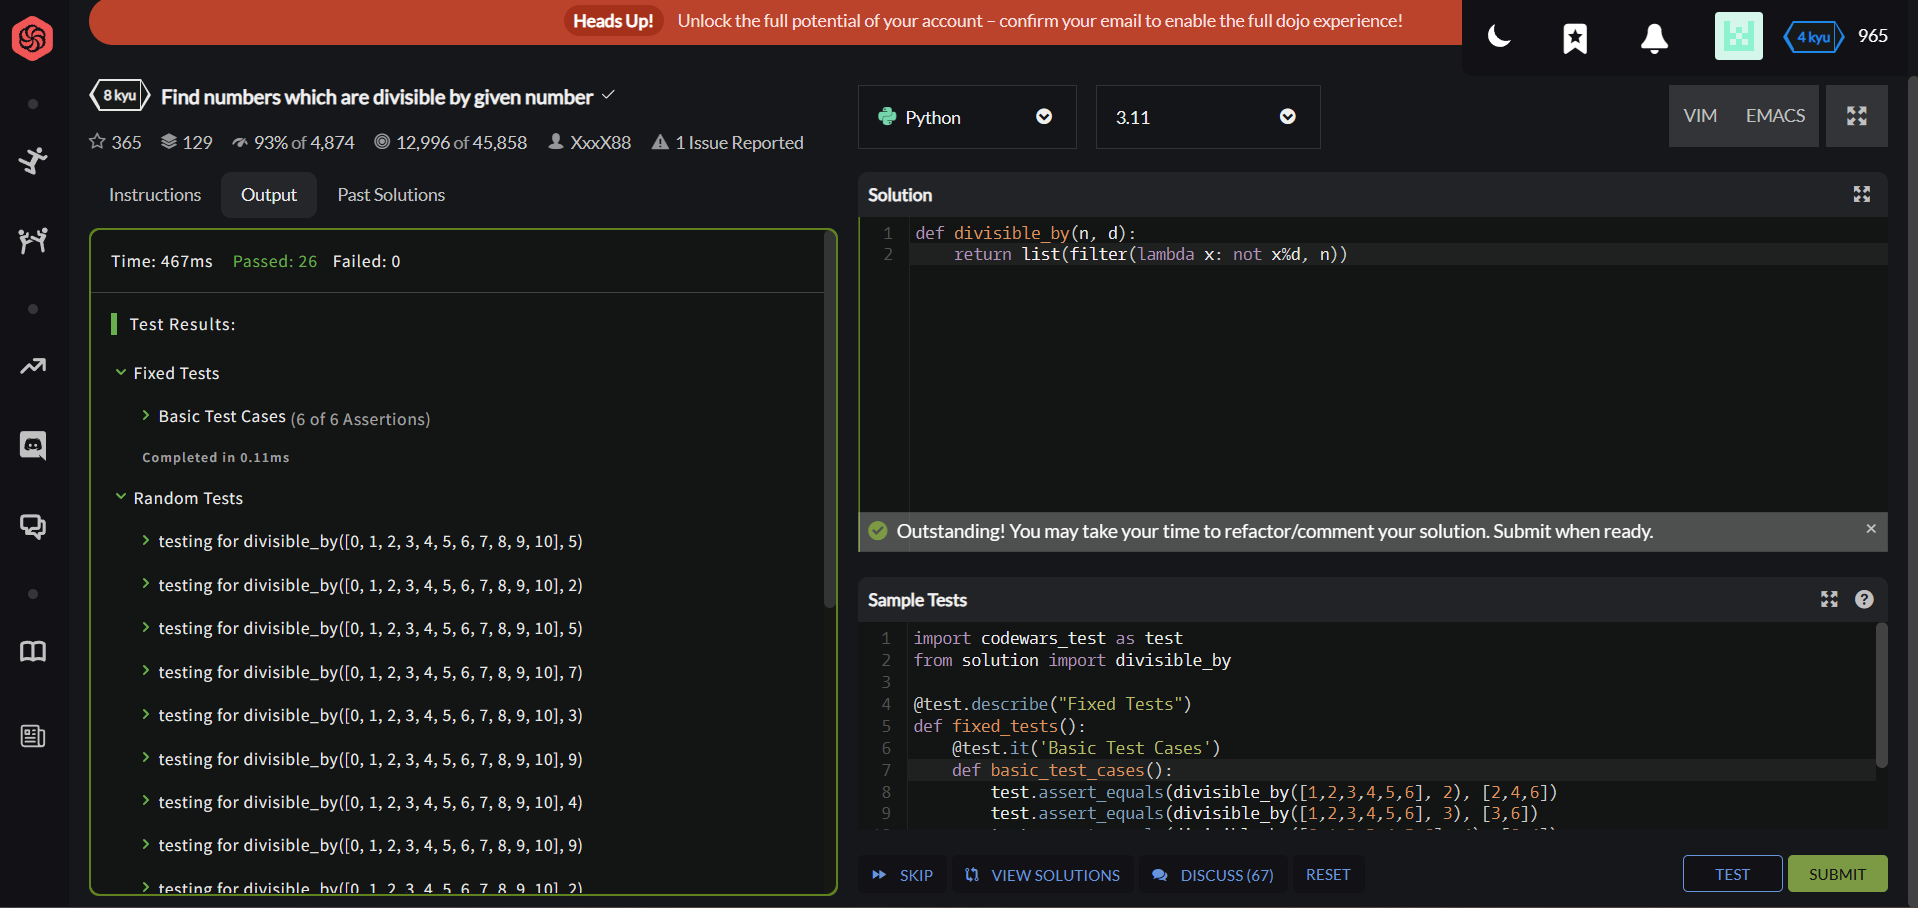 Heads Up! Unlock the full potential of your account – confirm your email to enable the full dojo experience!
4 kyu 965
8 kyu Find numbers which are divisible by given number
365 129 93% of 4,874 12,996 of 45,858 XxxX88 1 Issue Reported
Instructions Output Past Solutions
Time: 467ms Passed: 26 Failed: 0
Test Results:
Fixed Tests
Basic Test Cases (6 of 6 Assertions)
Completed in 0.11ms
Random Tests
testing for divisible_by([0, 1, 2, 3, 4, 5, 6, 7, 8, 9, 10], 5)
testing for divisible_by([0, 1, 2, 3, 4, 5, 6, 7, 8, 9, 10], 2)
testing for divisible_by([0, 1, 2, 3, 4, 5, 6, 7, 8, 9, 10], 5)
testing for divisible_by([0, 1, 2, 3, 4, 5, 6, 7, 8, 9, 10], 7)
testing for divisible_by([0, 1, 2, 3, 4, 5, 6, 7, 8, 9, 10], 3)
testing for divisible_by([0, 1, 2, 3, 4, 5, 6, 7, 8, 9, 10], 9)
testing for divisible_by([0, 1, 2, 3, 4, 5, 6, 7, 8, 9, 10], 4)
testing for divisible_by([0, 1, 2, 3, 4, 5, 6, 7, 8, 9, 10], 9)
testing for divisible_by([0, 1, 2, 3, 4, 5, 6, 7, 8, 9, 10], 2)
Python 3.11 VIM EMACS
Solution
1 def divisible_by(n, d):
2 return list(filter(lambda x: not x%d, n))
Outstanding! You may take your time to refactor/comment your solution. Submit when ready.
Sample Tests
1 import codewars_test as test
2 from solution import divisible_by
3
4 @test.describe("Fixed Tests")
5 def fixed_tests():
6 @test.it('Basic Test Cases')
7 def basic_test_cases():
8 test.assert_equals(divisible_by([1,2,3,4,5,6], 2), [2,4,6])
9 test.assert_equals(divisible_by([1,2,3,4,5,6], 3), [3,6])
SKIP VIEW SOLUTIONS DISCUSS (67) RESET TEST SUBMIT